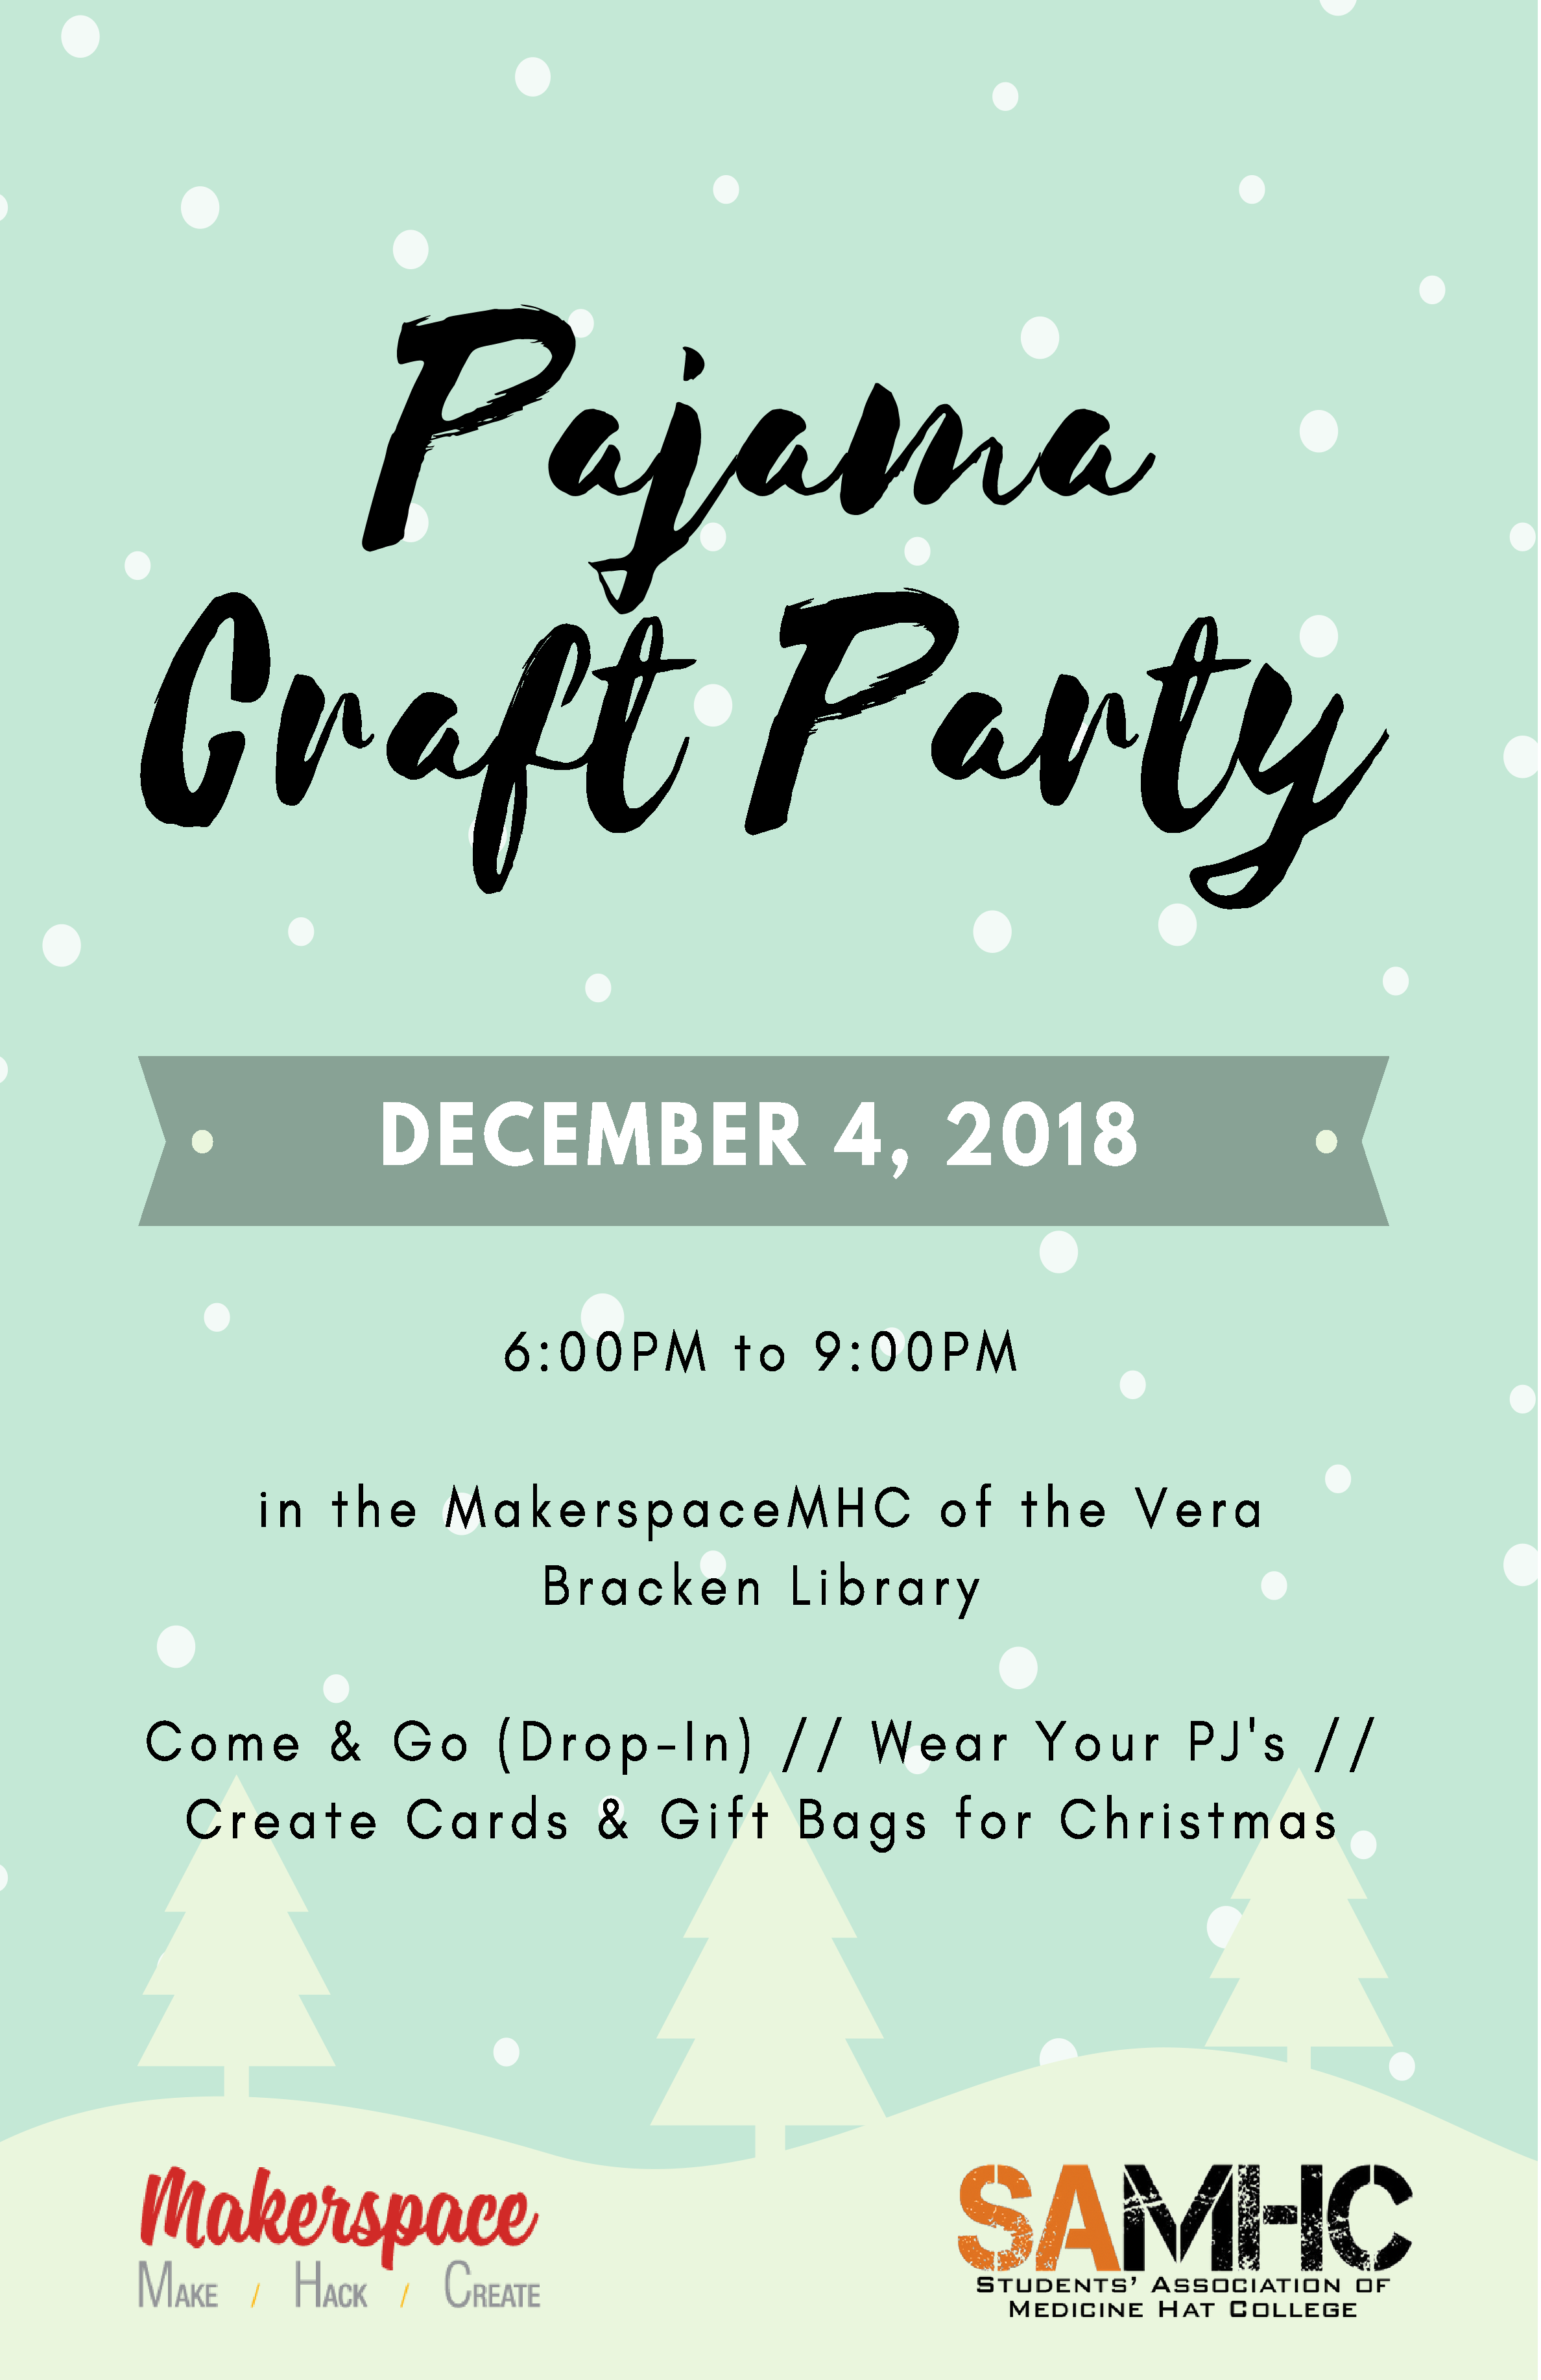 Pajama
Craft Party
DECEMBER 4, 2018
6:00PM to 9:00PM
in the MakerspaceMHC of the Vera
Bracken Library
Come & Go (Drop-In) // Wear Your PJ's //
Create Cards & Gift Bags for Christmas
Makerspace
MAKE / HACK / CREATE
SAMHC
STUDENTS' ASSOCIATION OF
MEDICINE HAT COLLEGE